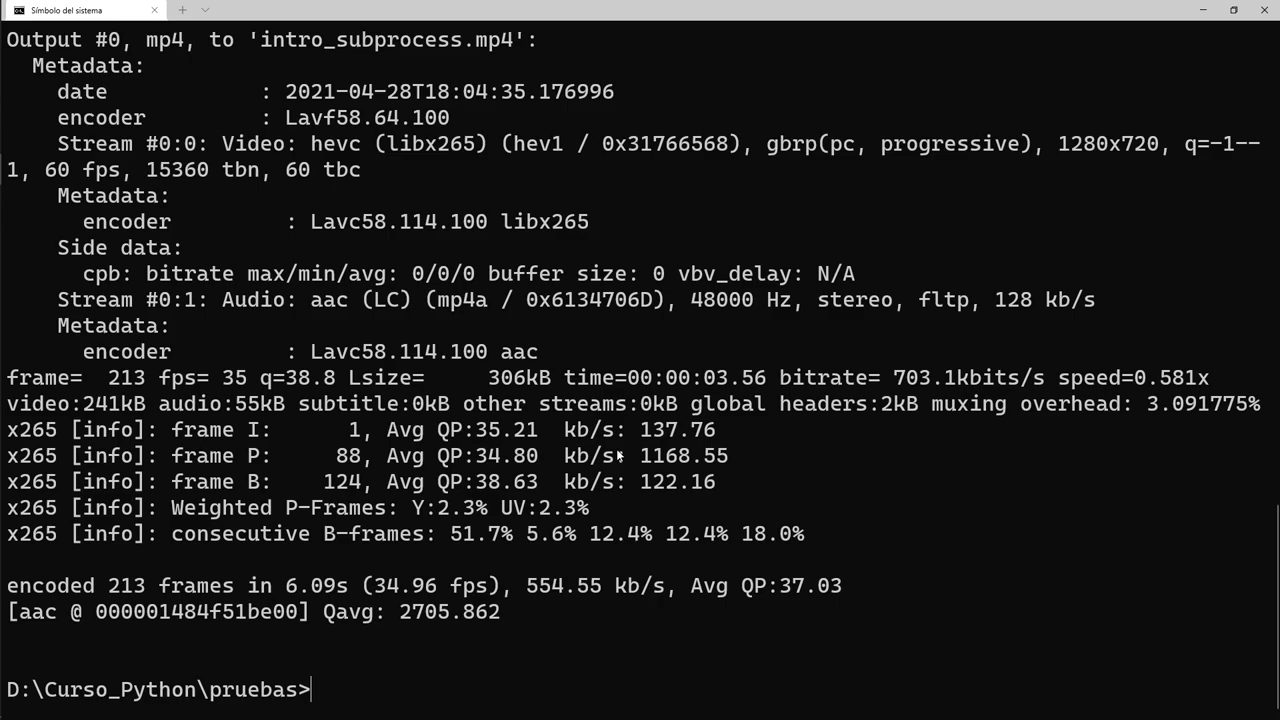 Símbolo del sistema
Output #0, mp4, to 'intro_subprocess.mp4':
  Metadata:
    date            : 2021-04-28T18:04:35.176996
    encoder         : Lavf58.64.100
    Stream #0:0: Video: hevc (libx265) (hev1 / 0x31766568), gbrp(pc, progressive), 1280x720, q=-1--
1, 60 fps, 15360 tbn, 60 tbc
    Metadata:
      encoder         : Lavc58.114.100 libx265
    Side data:
      cpb: bitrate max/min/avg: 0/0/0 buffer size: 0 vbv_delay: N/A
    Stream #0:1: Audio: aac (LC) (mp4a / 0x6134706D), 48000 Hz, stereo, fltp, 128 kb/s
    Metadata:
      encoder         : Lavc58.114.100 aac
frame=  213 fps= 35 q=38.8 Lsize=     306kB time=00:00:03.56 bitrate= 703.1kbits/s speed=0.581x
video:241kB audio:55kB subtitle:0kB other streams:0kB global headers:2kB muxing overhead: 3.091775%
x265 [info]: frame I:      1, Avg QP:35.21  kb/s: 137.76
x265 [info]: frame P:     88, Avg QP:34.80  kb/s: 1168.55
x265 [info]: frame B:    124, Avg QP:38.63  kb/s: 122.16
x265 [info]: Weighted P-Frames: Y:2.3% UV:2.3%
x265 [info]: consecutive B-frames: 51.7% 5.6% 12.4% 12.4% 18.0%
encoded 213 frames in 6.09s (34.96 fps), 554.55 kb/s, Avg QP:37.03
[aac @ 000001484f51be00] Qavg: 2705.862
D:\Curso_Python\pruebas>